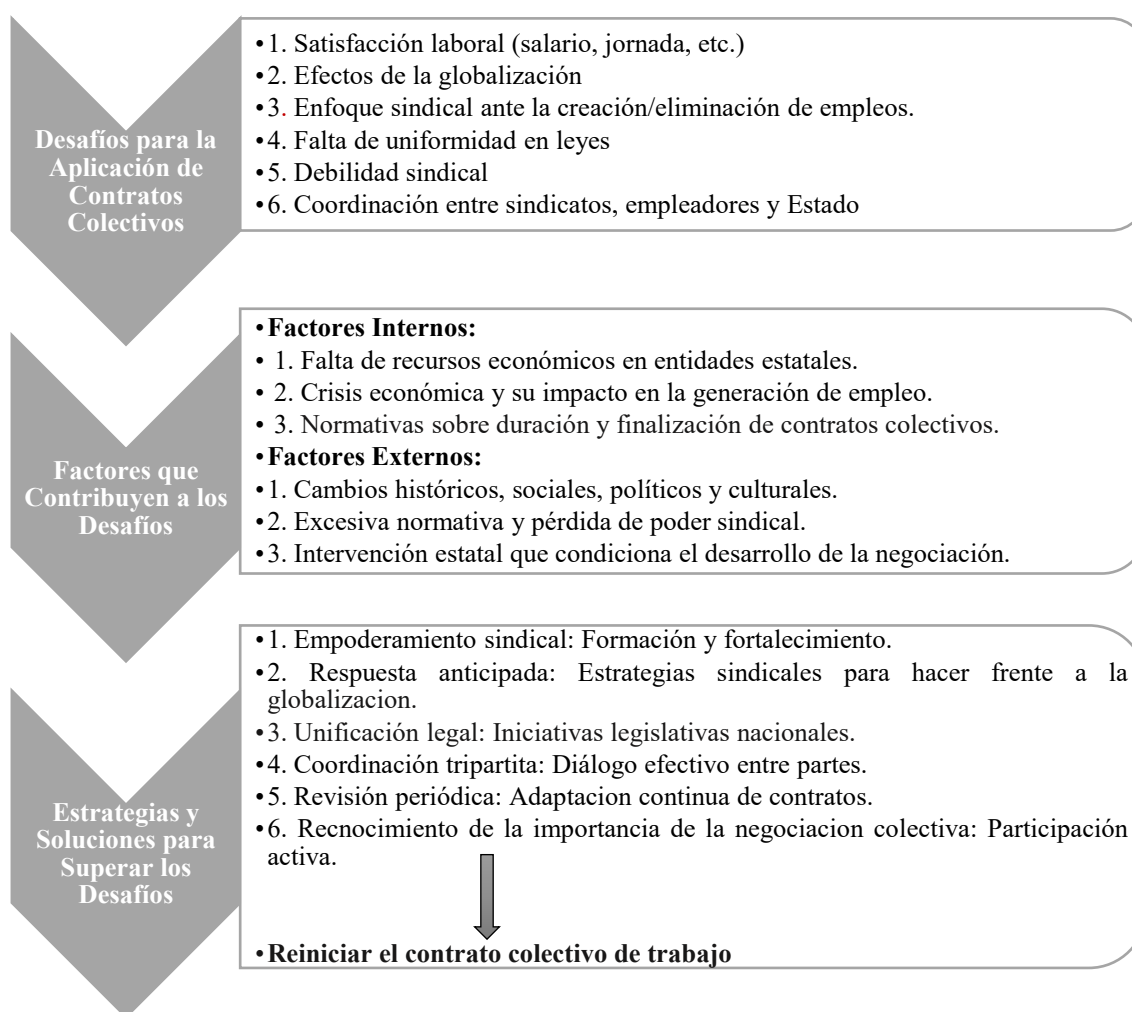 Desafíos para la
Aplicación de
Contratos
Colectivos
•1. Satisfacción laboral (salario, jornada, etc.)
•2. Efectos de la globalización
•3. Enfoque sindical ante la creación/eliminación de empleos.
•4. Falta de uniformidad en leyes
•5. Debilidad sindical
•6. Coordinación entre sindicatos, empleadores y Estado
Factores que
Contribuyen a los
Desafíos
•Factores Internos:
• 1. Falta de recursos económicos en entidades estatales.
• 2. Crisis económica y su impacto en la generación de empleo.
• 3. Normativas sobre duración y finalización de contratos colectivos.
•Factores Externos:
•1. Cambios históricos, sociales, políticos y culturales.
•2. Excesiva normativa y pérdida de poder sindical.
•3. Intervención estatal que condiciona el desarrollo de la negociación.
Estrategias y
Soluciones para
Superar los
Desafíos
•1. Empoderamiento sindical: Formación y fortalecimiento.
•2. Respuesta anticipada: Estrategias sindicales para hacer frente a la
globalizacion.
•3. Unificación legal: Iniciativas legislativas nacionales.
•4. Coordinación tripartita: Diálogo efectivo entre partes.
•5. Revisión periódica: Adaptacion continua de contratos.
•6. Recnocimiento de la importancia de la negociacion colectiva: Participación
activa.
•Reiniciar el contrato colectivo de trabajo